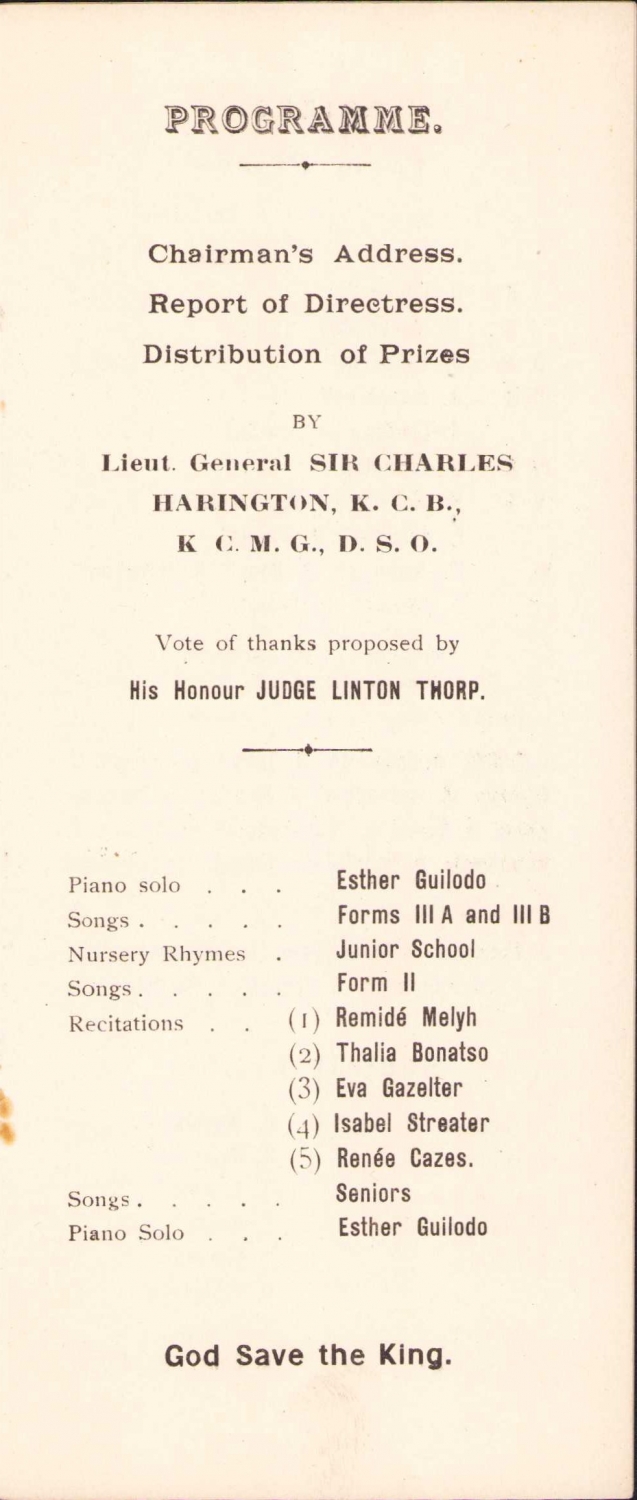 PROGRAMME.
Chairman's Address.
Report of Directress.
Distribution of Prizes
BY
Lieut. General SIR CHARLES
HARINGTON, K. C. B.,
K C. M. G., D. S. O.
Vote of thanks proposed by
His Honour JUDGE LINTON THORP.
Piano solo . . . Esther Guilodo
Songs . . . . . Forms III A and III B
Nursery Rhymes . Junior School
Songs . . . . . Form II
Recitations . . (1) Remidé Melyh
(2) Thalia Bonatso
(3) Eva Gazelter
(4) Isabel Streater
(5) Renée Cazes.
Songs . . . . . Seniors
Piano Solo . . . Esther Guilodo
God Save the King.